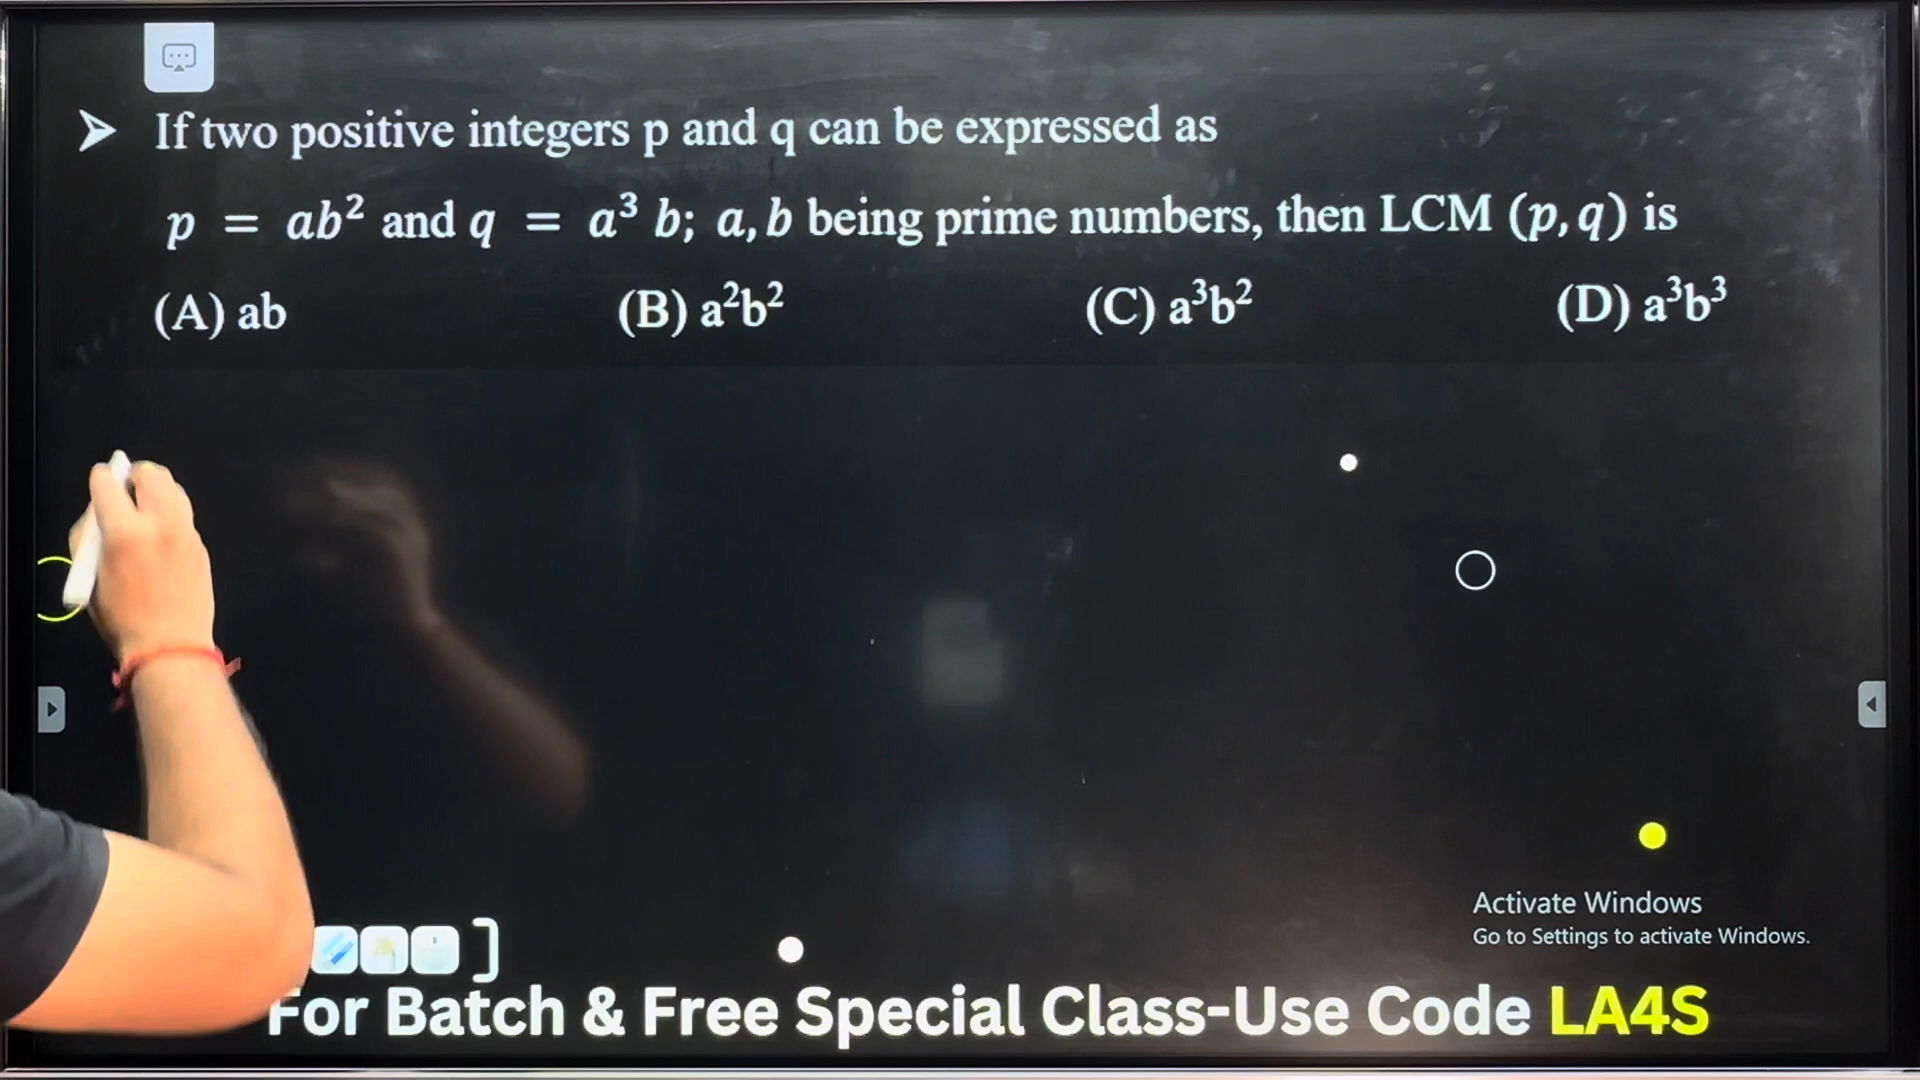 ➤ If two positive integers p and q can be expressed as
p = ab² and q = a³ b; a, b being prime numbers, then LCM (p, q) is
(A) ab (B) a²b² (C) a³b² (D) a³b³
Activate Windows
Go to Settings to activate Windows.
For Batch & Free Special Class-Use Code LA4S